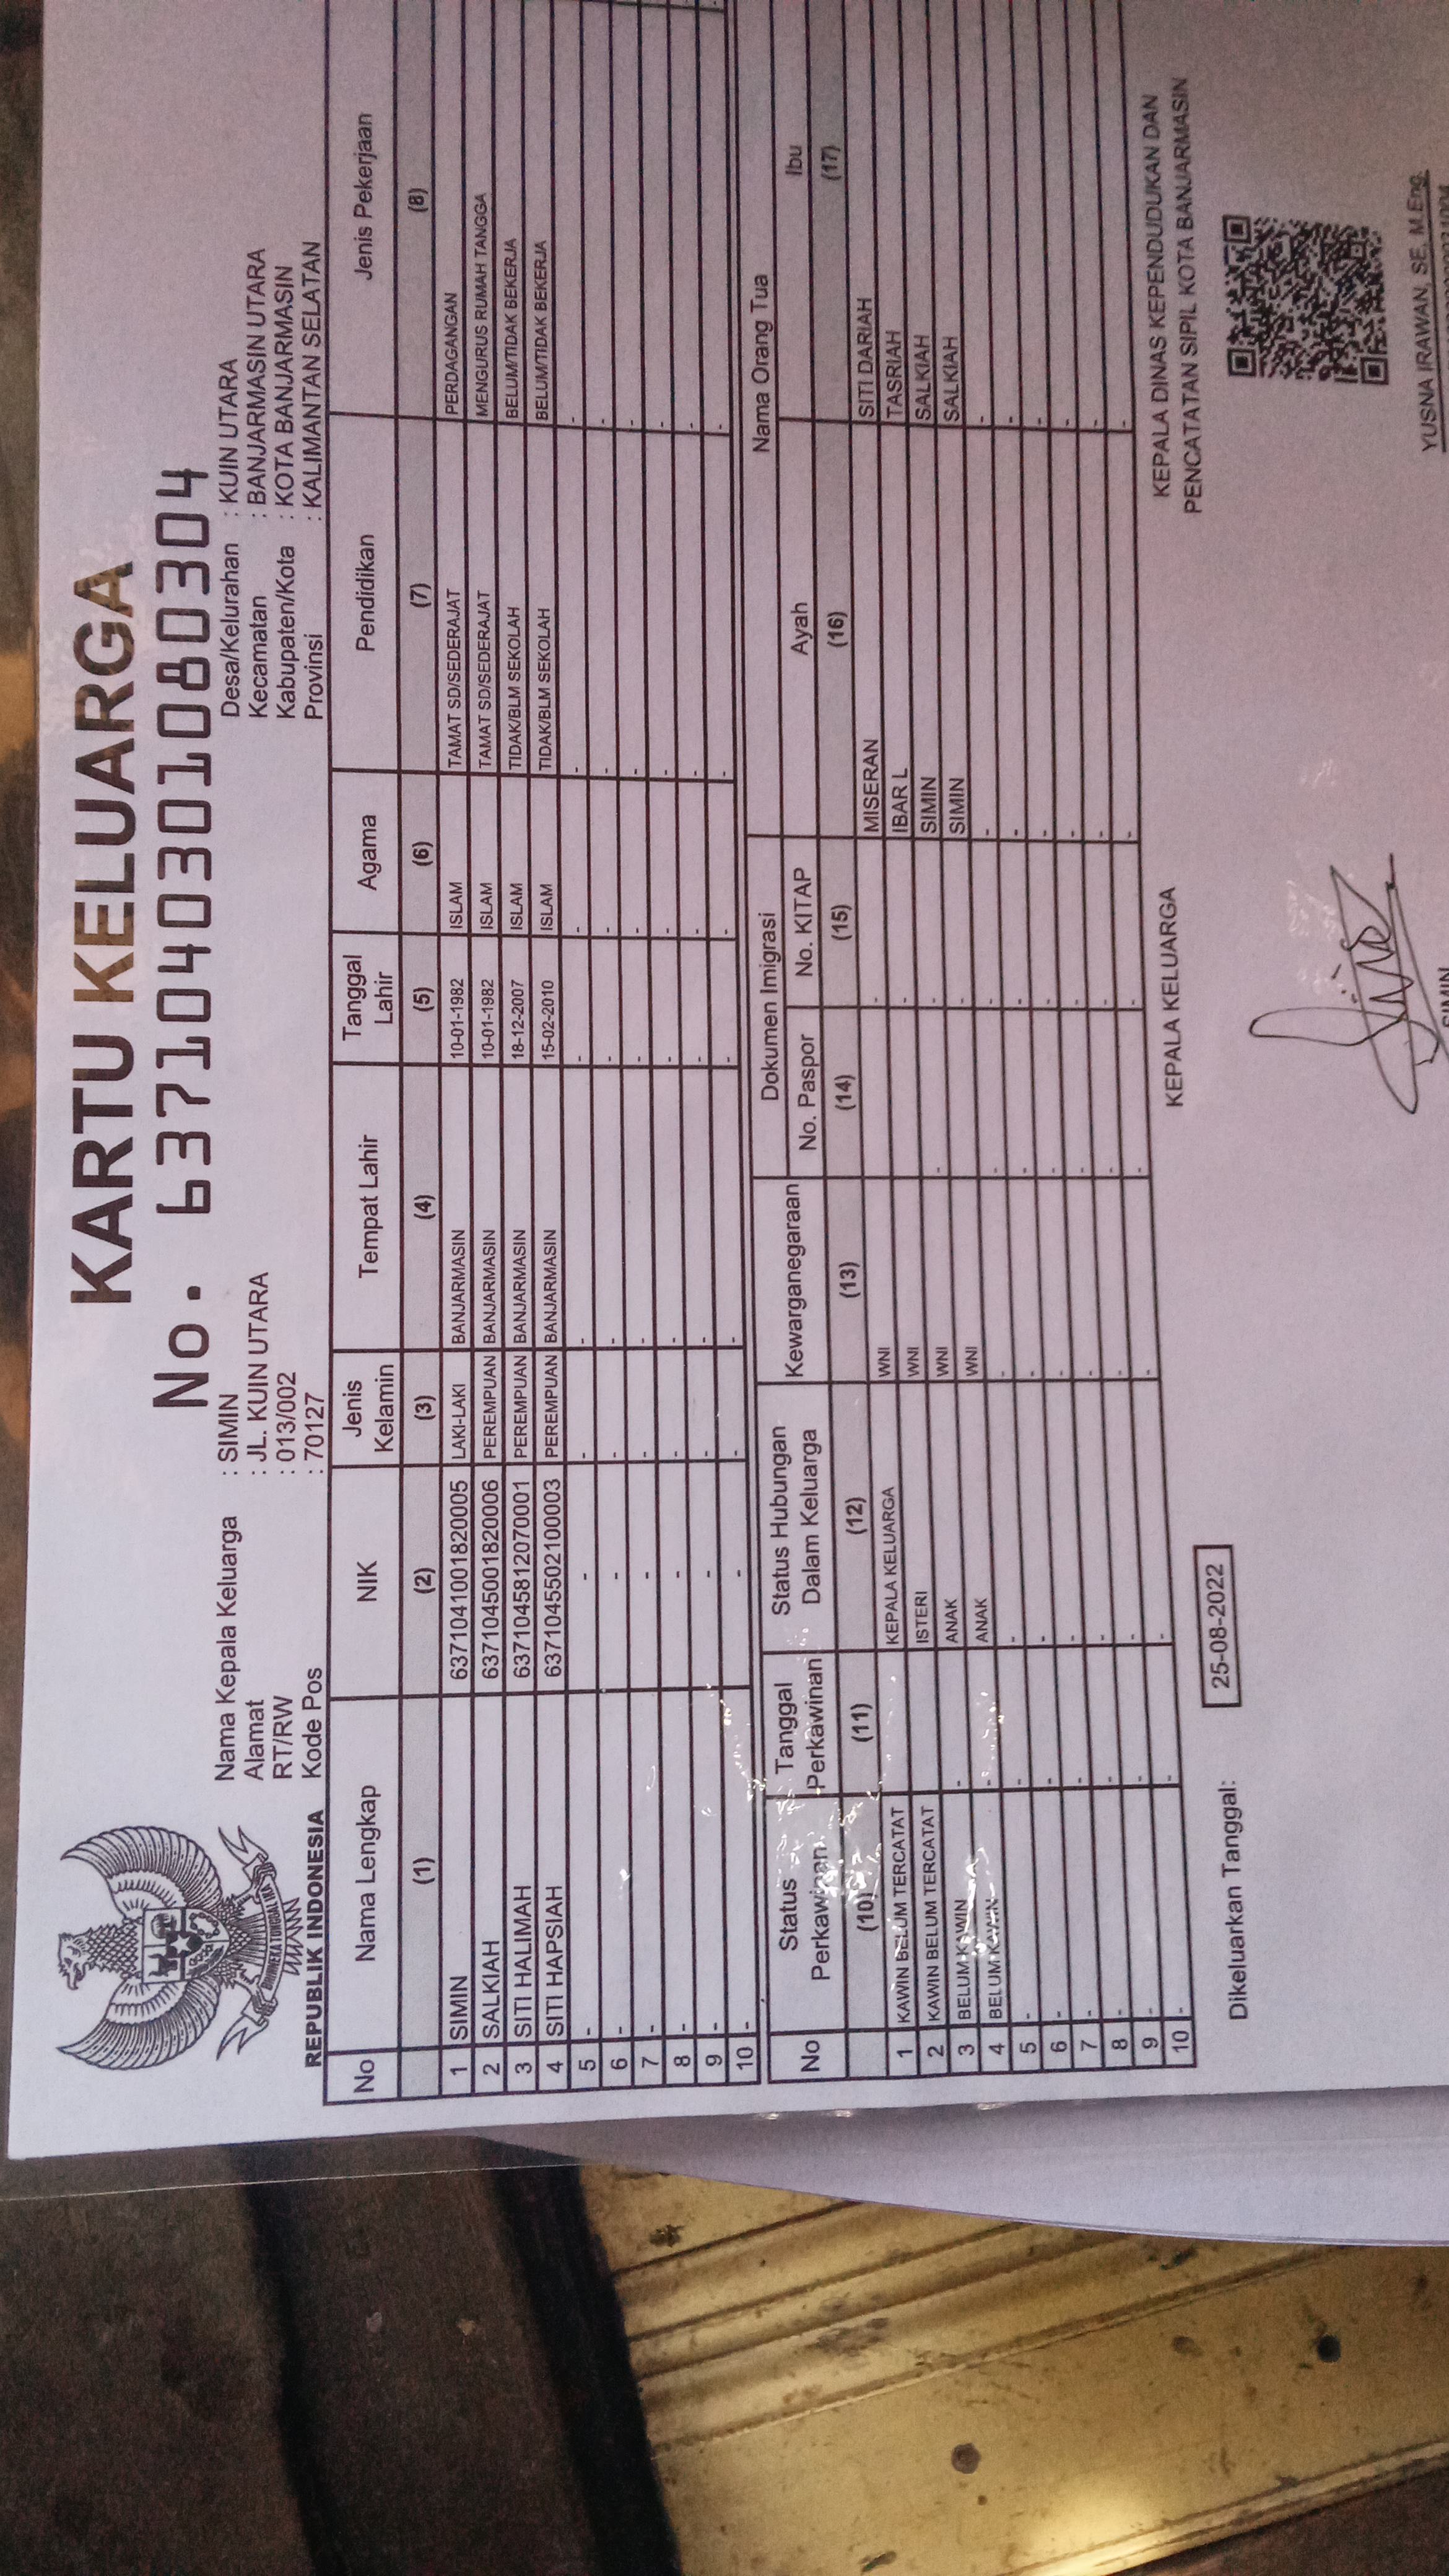 KARTU KELUARGA
No. 6371040301080304
Nama Kepala Keluarga : SIMIN
Alamat : JL. KUIN UTARA
RT/RW : 013/002
Kode Pos : 70127
Desa/Kelurahan : KUIN UTARA
Kecamatan : BANJARMASIN UTARA
Kabupaten/Kota : KOTA BANJARMASIN
Provinsi : KALIMANTAN SELATAN
BHINNEKA TUNGGAL IKA
REPUBLIK INDONESIA
No Nama Lengkap NIK Jenis Kelamin Tempat Lahir Tanggal Lahir Agama Pendidikan Jenis Pekerjaan
(1) (2) (3) (4) (5) (6) (7) (8)
1 SIMIN 6371041001820005 LAKI-LAKI BANJARMASIN 10-01-1982 ISLAM TAMAT SD/SEDERAJAT PERDAGANGAN
2 SALKIAH 6371045001820006 PEREMPUAN BANJARMASIN 10-01-1982 ISLAM TAMAT SD/SEDERAJAT MENGURUS RUMAH TANGGA
3 SITI HALIMAH 6371045812070001 PEREMPUAN BANJARMASIN 18-12-2007 ISLAM TIDAK/BLM SEKOLAH BELUM/TIDAK BEKERJA
4 SITI HAPSIAH 6371045502100003 PEREMPUAN BANJARMASIN 15-02-2010 ISLAM TIDAK/BLM SEKOLAH BELUM/TIDAK BEKERJA
5 - - - - - - - -
6 - - - - - - - -
7 - - - - - - - -
8 - - - - - - - -
9 - - - - - - - -
10 - - - - - - - -
No Status Perkawinan Tanggal Perkawinan Status Hubungan Dalam Keluarga Kewarganegaraan Dokumen Imigrasi Nama Orang Tua
No. Paspor No. KITAP Ayah Ibu
(10) (11) (12) (13) (14) (15) (16) (17)
1 KAWIN BELUM TERCATAT KEPALA KELUARGA WNI - MISERAN SITI DARIAH
2 KAWIN BELUM TERCATAT ISTERI WNI - IBAR L TASRIAH
3 BELUM KAWIN - ANAK WNI - - SIMIN SALKIAH
4 BELUM KAWIN - ANAK WNI - - SIMIN SALKIAH
5 - - - - - - - -
6 - - - - - - - -
7 - - - - - - - -
8 - - - - - - - -
9 - - - - - - - -
10 - - - - - - - -
Dikeluarkan Tanggal: 25-08-2022
KEPALA KELUARGA
SIMIN
KEPALA DINAS KEPENDUDUKAN DAN
PENCATATAN SIPIL KOTA BANJARMASIN
YUSNA IRAWAN, SE, M.Eng